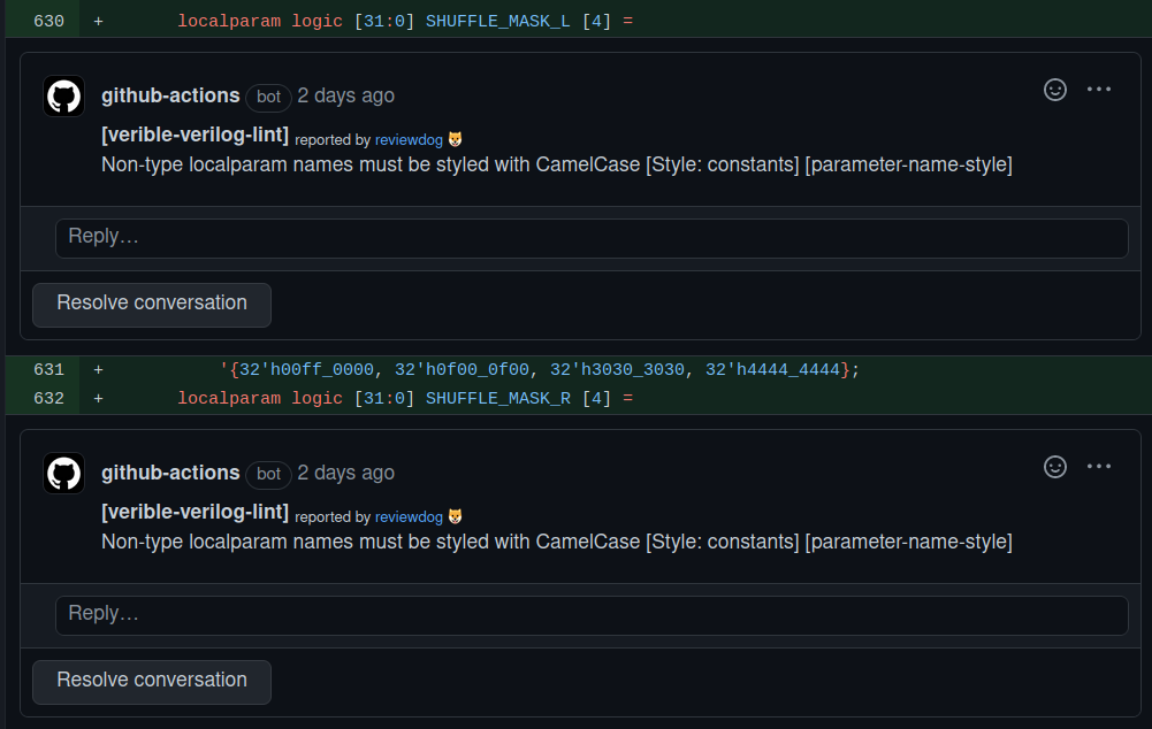 630 + localparam logic [31:0] SHUFFLE_MASK_L [4] =
github-actions bot 2 days ago
[verible-verilog-lint] reported by reviewdog 🐶
Non-type localparam names must be styled with CamelCase [Style: constants] [parameter-name-style]
Reply…
Resolve conversation
631 + '{32'h00ff_0000, 32'h0f00_0f00, 32'h3030_3030, 32'h4444_4444};
632 + localparam logic [31:0] SHUFFLE_MASK_R [4] =
github-actions bot 2 days ago
[verible-verilog-lint] reported by reviewdog 🐶
Non-type localparam names must be styled with CamelCase [Style: constants] [parameter-name-style]
Reply…
Resolve conversation